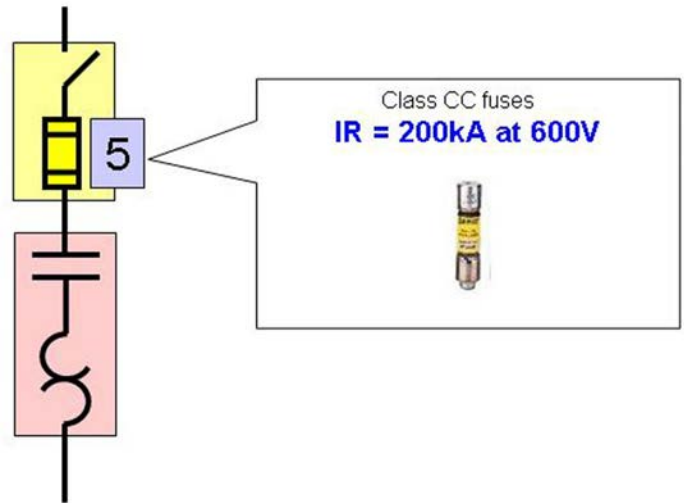 5
Class CC fuses
IR = 200kA at 600V